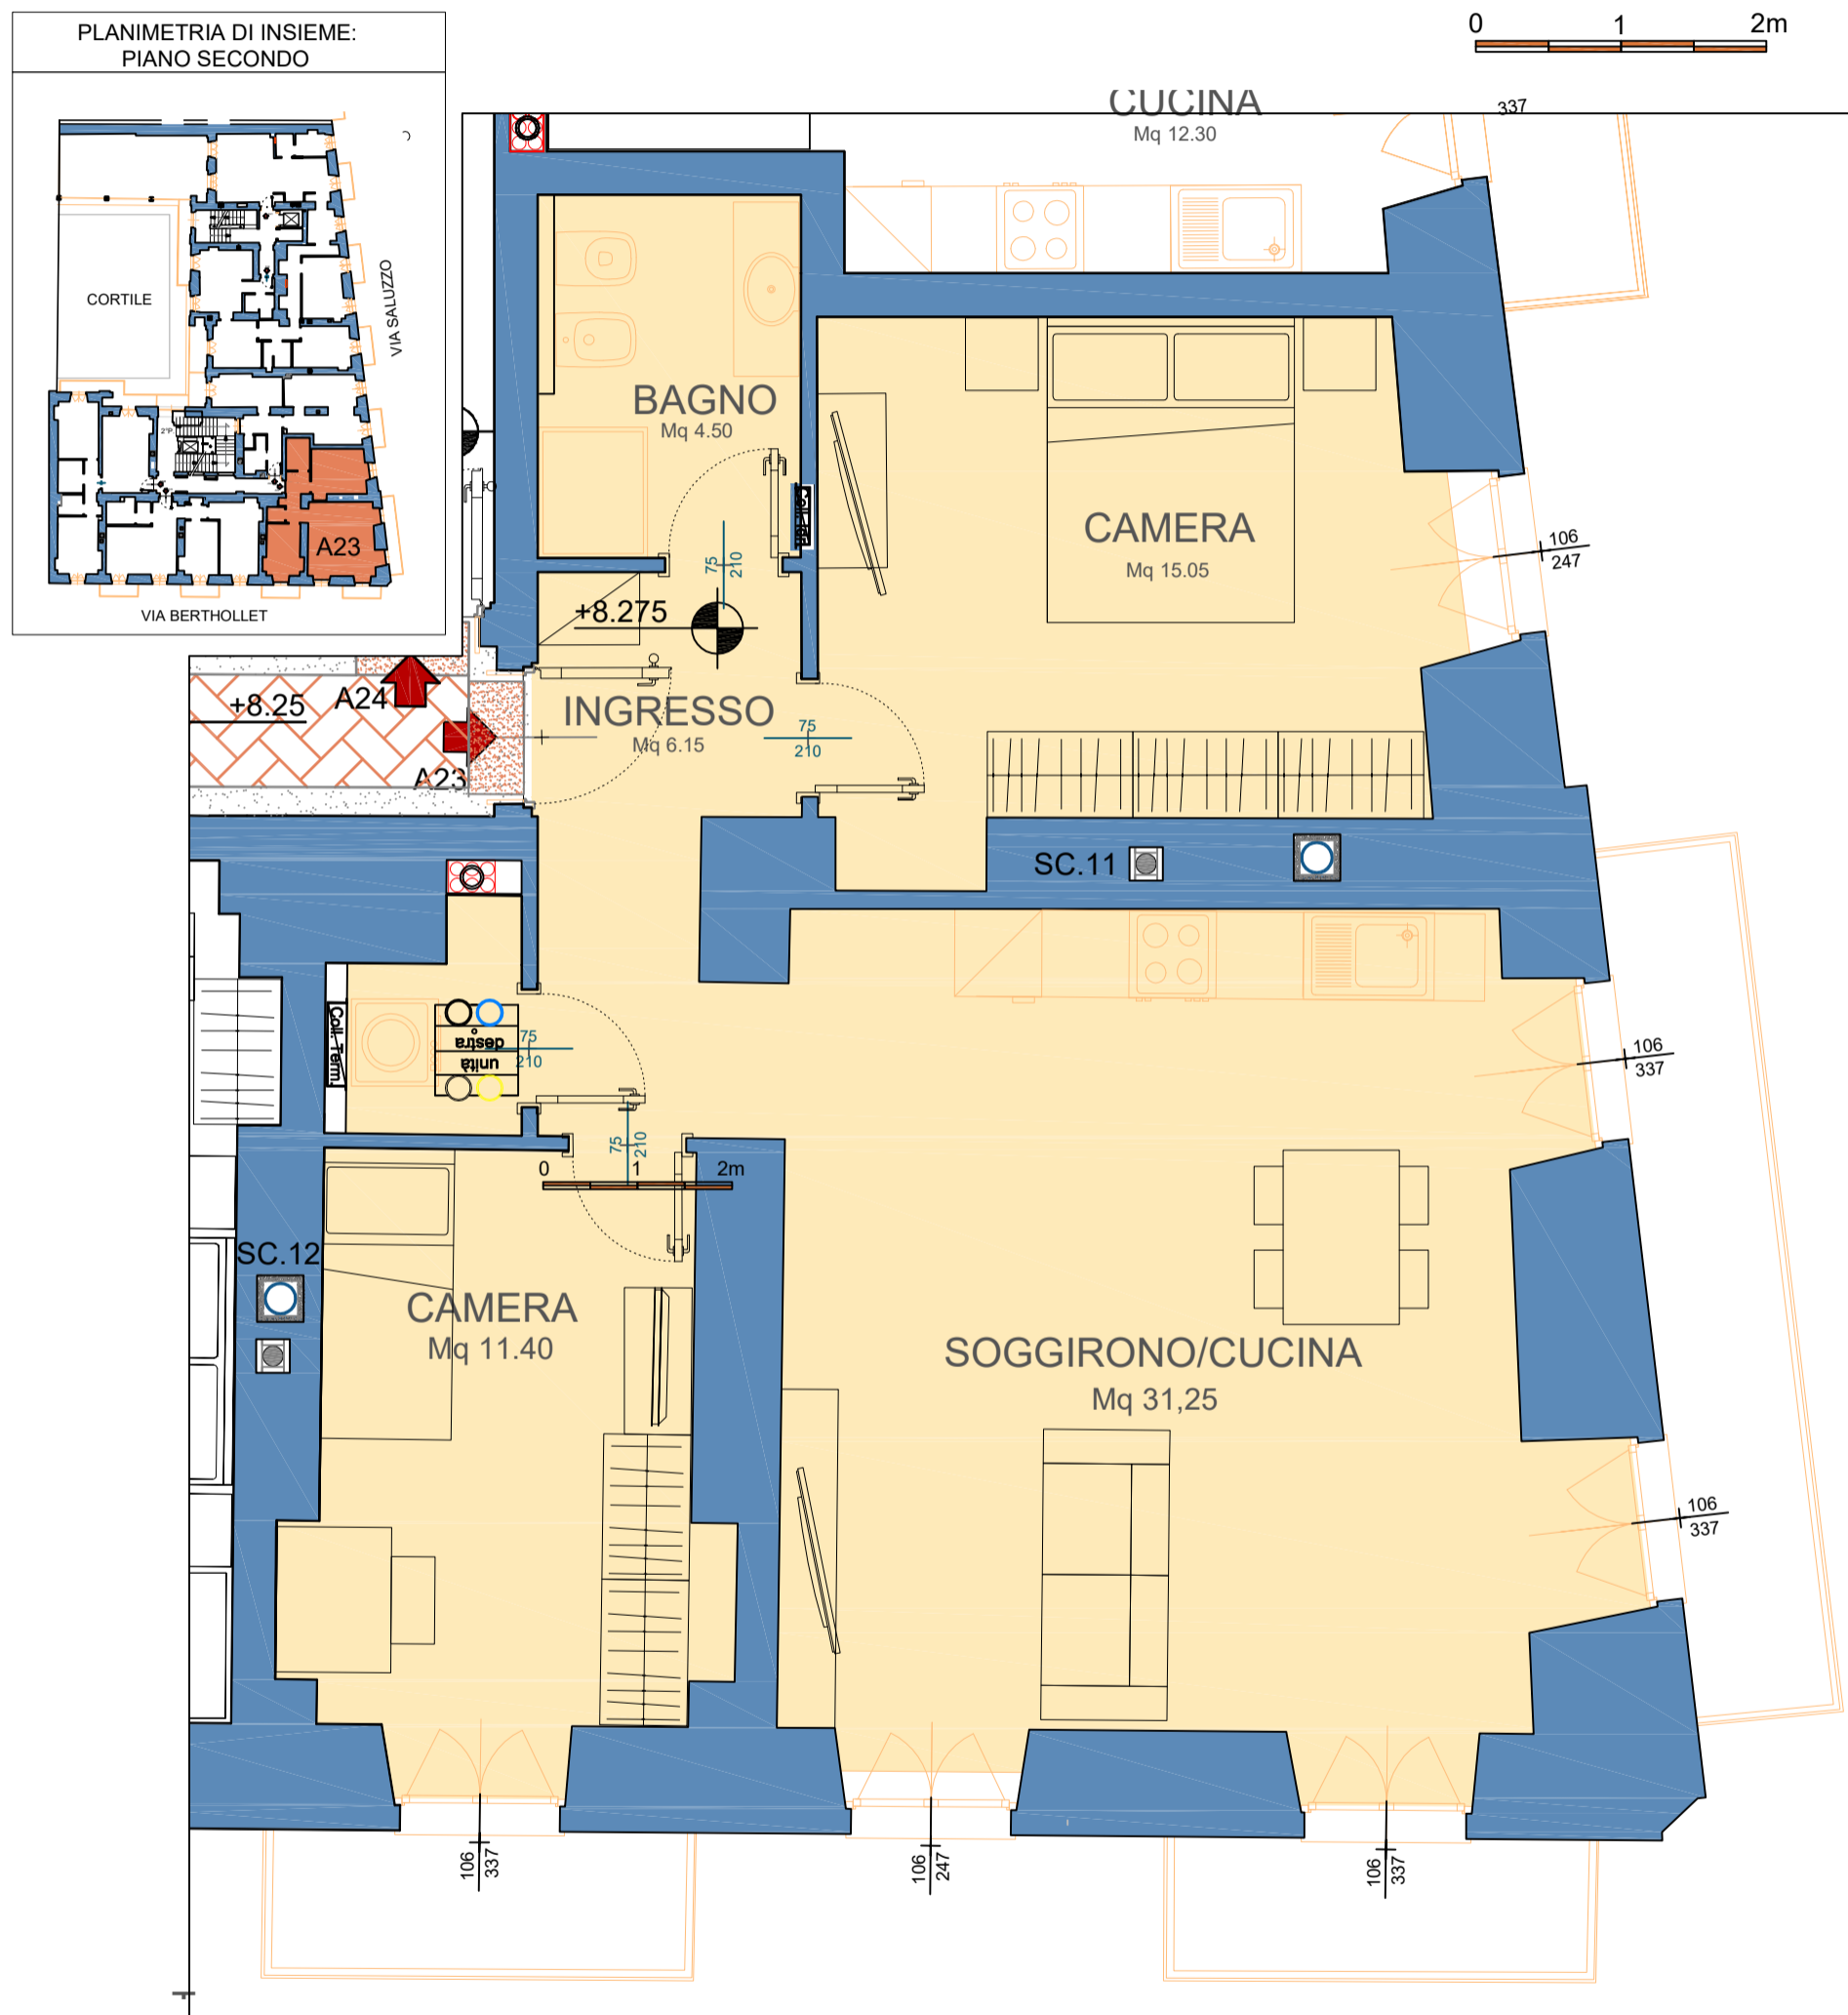 PLANIMETRIA DI INSIEME:
PIANO SECONDO
CORTILE
VIA SALUZZO
2°P
A23
VIA BERTHOLLET
0 1 2m
CUCINA
Mq 12.30
337
BAGNO
Mq 4.50
75
210
+8.275
CAMERA
Mq 15.05
106
247
+8.25
A24
A23
INGRESSO
Mq 6.15
75
210
SC.11
Coll. Term.
destra
unità
75
210
106
337
75
210
0 1 2m
SC.12
CAMERA
Mq 11.40
SOGGIRONO/CUCINA
Mq 31,25
106
337
106
337
106
247
106
337